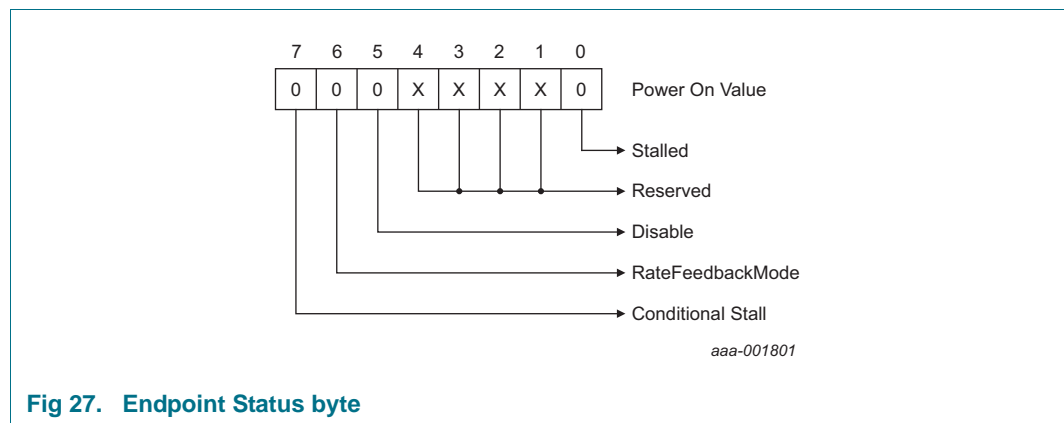 7 6 5 4 3 2 1 0
0 0 0 X X X X 0 Power On Value
Stalled
Reserved
Disable
RateFeedbackMode
Conditional Stall
aaa-001801
Fig 27. Endpoint Status byte